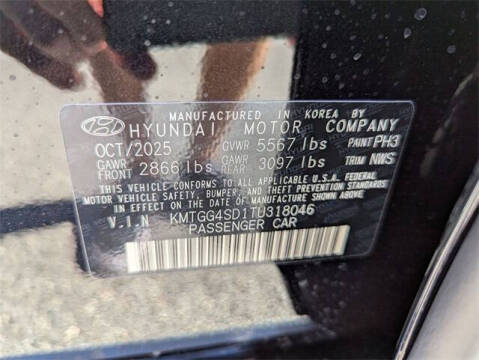 MANUFACTURED IN KOREA BY
HYUNDAI MOTOR COMPANY
OCT/2025 GVWR 5567 lbs PAINT PH3
GAWR FRONT 2866 lbs GAWR REAR 3097 lbs TRIM NWS
THIS VEHICLE CONFORMS TO ALL APPLICABLE U.S.A. FEDERAL
MOTOR VEHICLE SAFETY, BUMPER, AND THEFT PREVENTION STANDARDS
IN EFFECT ON THE DATE OF MANUFACTURE SHOWN ABOVE.
V.I.N KMTGG4SD1TU318046
PASSENGER CAR